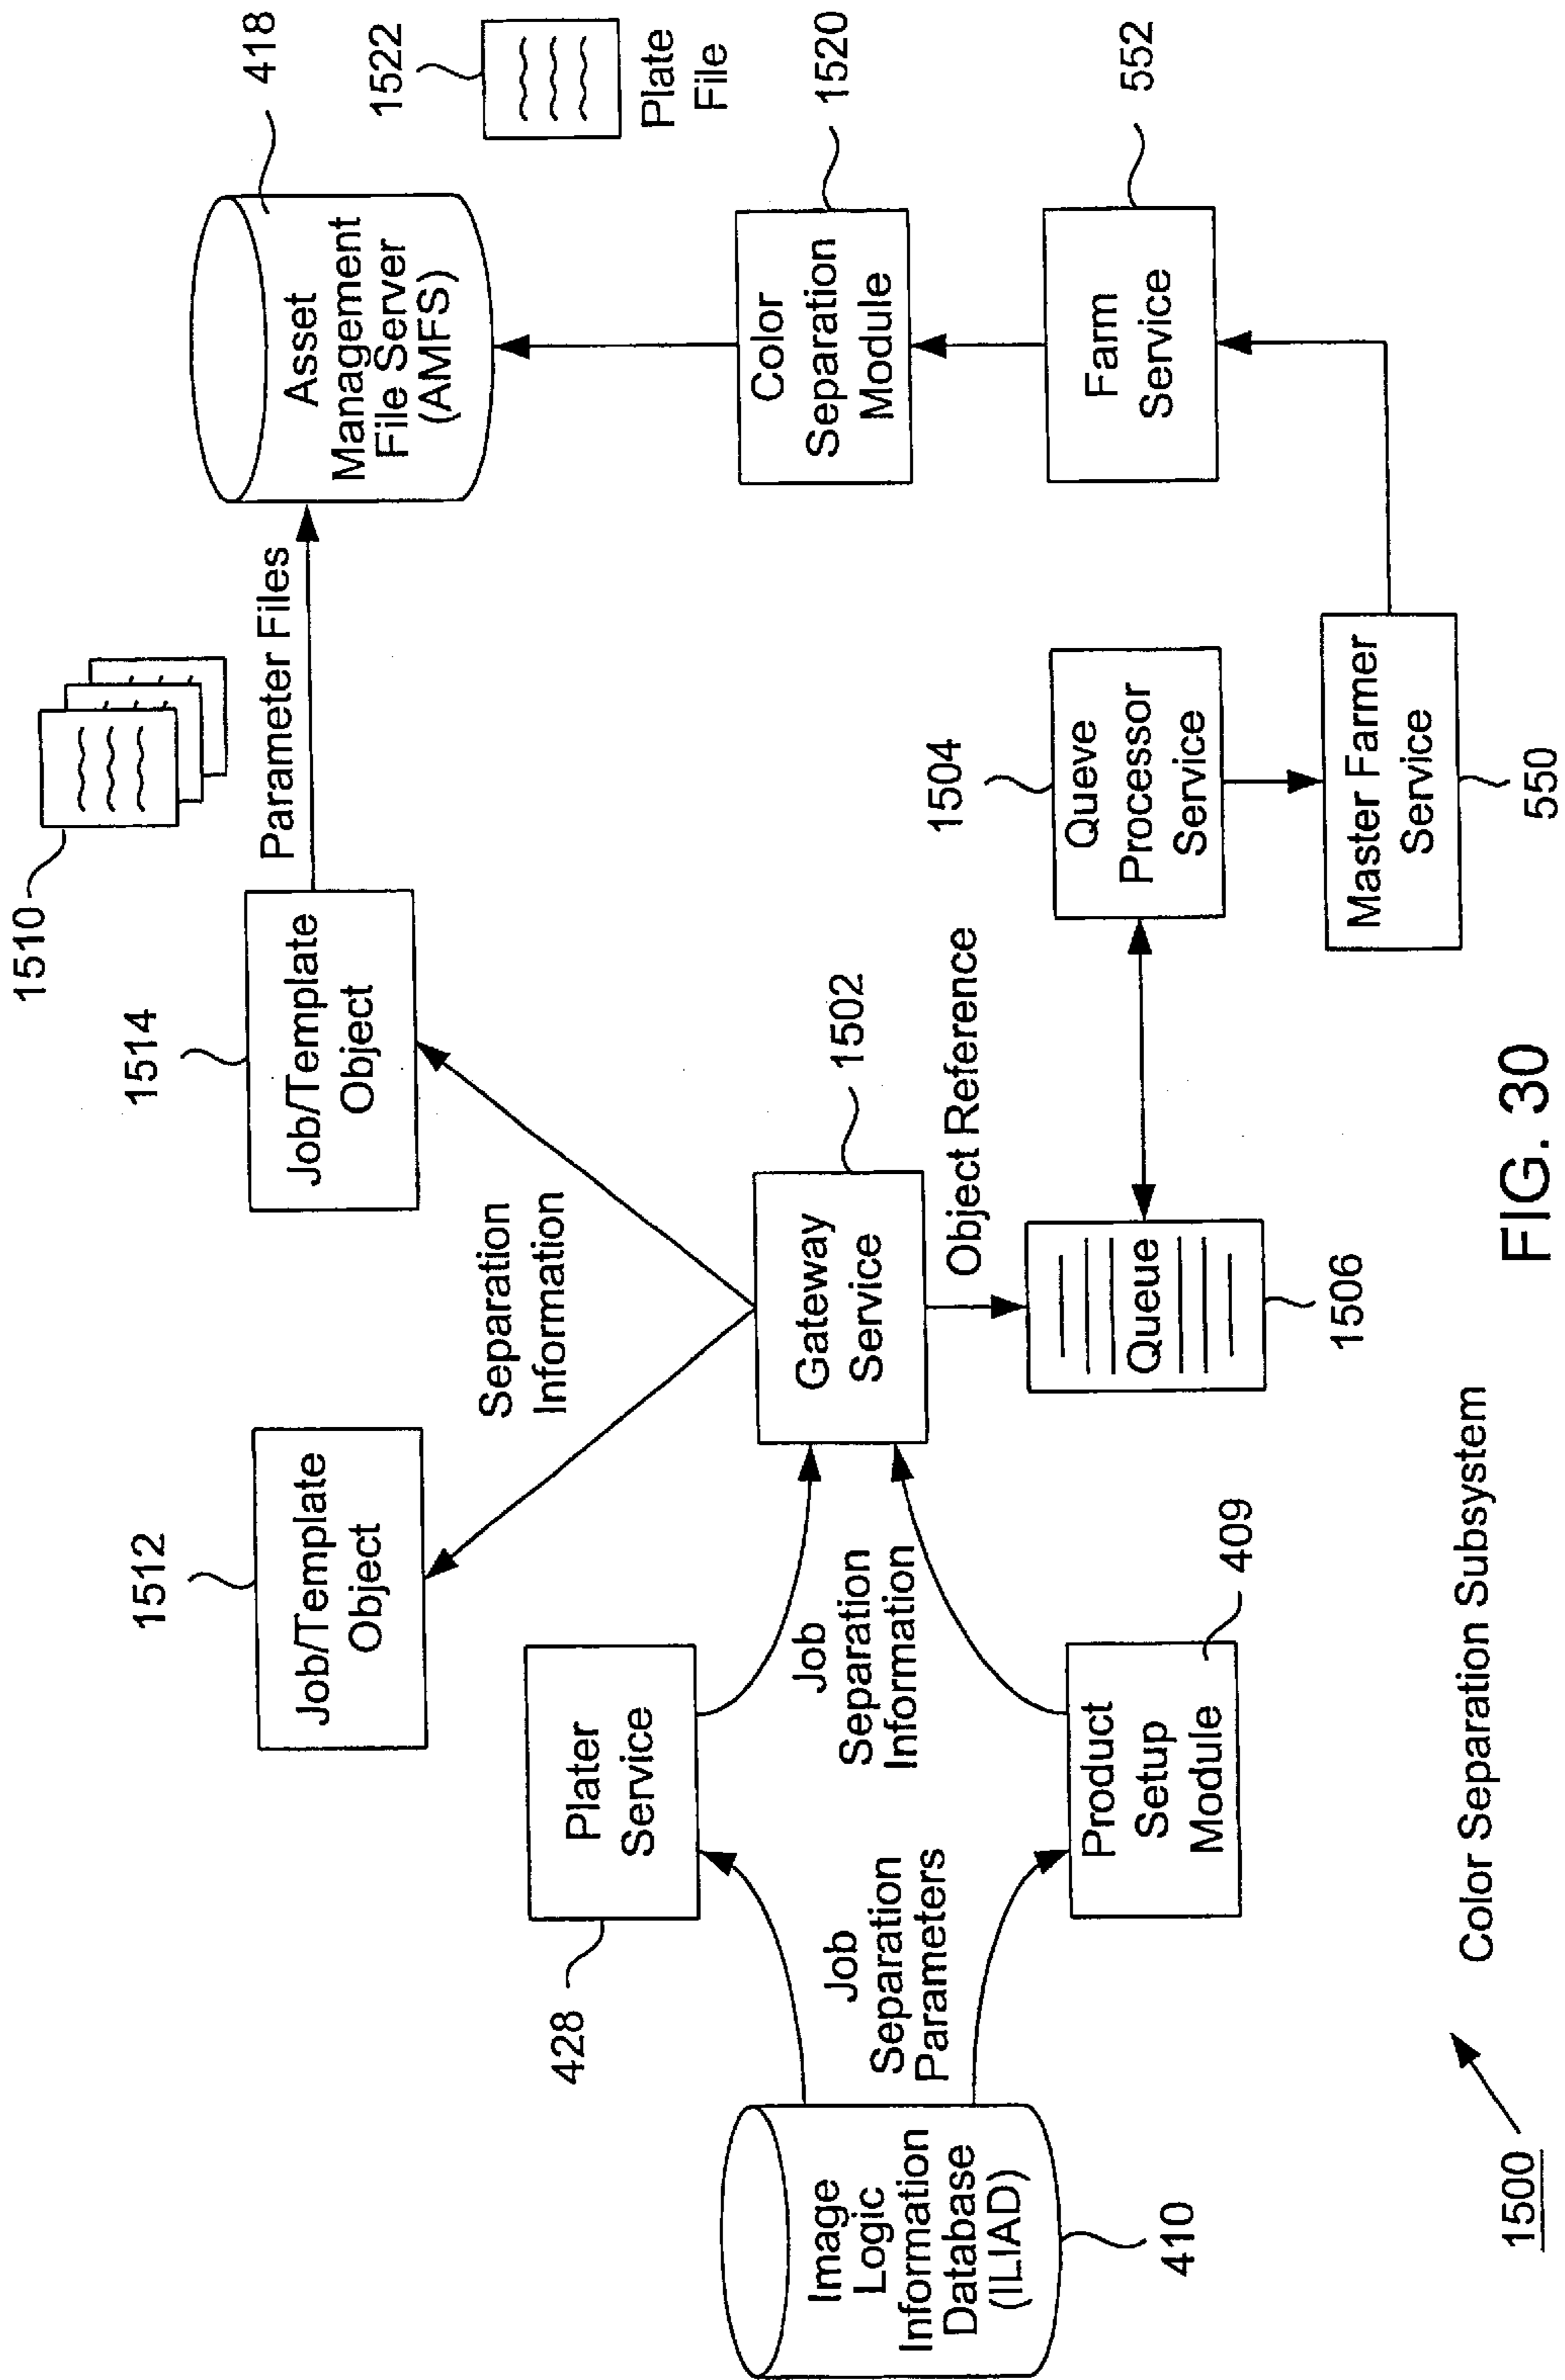 1510
1514
Job/Template
Object
Parameter Files
418
Asset
Management
File Server
(AMFS)
1522
Plate
File
1512
Job/Template
Object
Separation
Information
428
Plater
Service
Image
Logic
Information
Database
(ILIAD)
410
Job
Separation
Parameters
Product
Setup
Module
409
Job
Separation
Information
Gateway
Service
1502
Object Reference
Queue
1506
1504
Queve
Processor
Service
Master Farmer
Service
550
Color
Separation
Module
1520
Farm
Service
552
1500
Color Separation Subsystem
FIG. 30